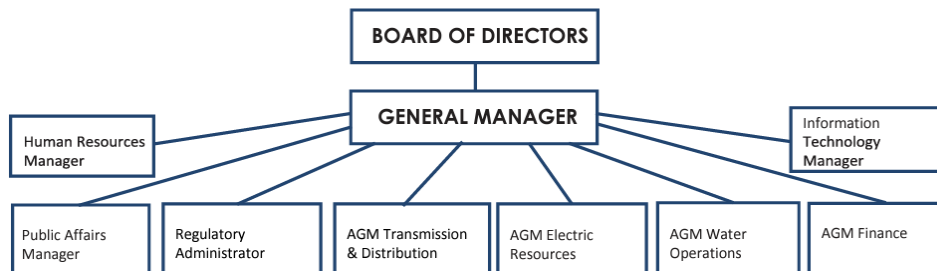 BOARD OF DIRECTORS
GENERAL MANAGER
Human Resources
Manager
Information
Technology
Manager
Public Affairs
Manager
Regulatory
Administrator
AGM Transmission
& Distribution
AGM Electric
Resources
AGM Water
Operations
AGM Finance